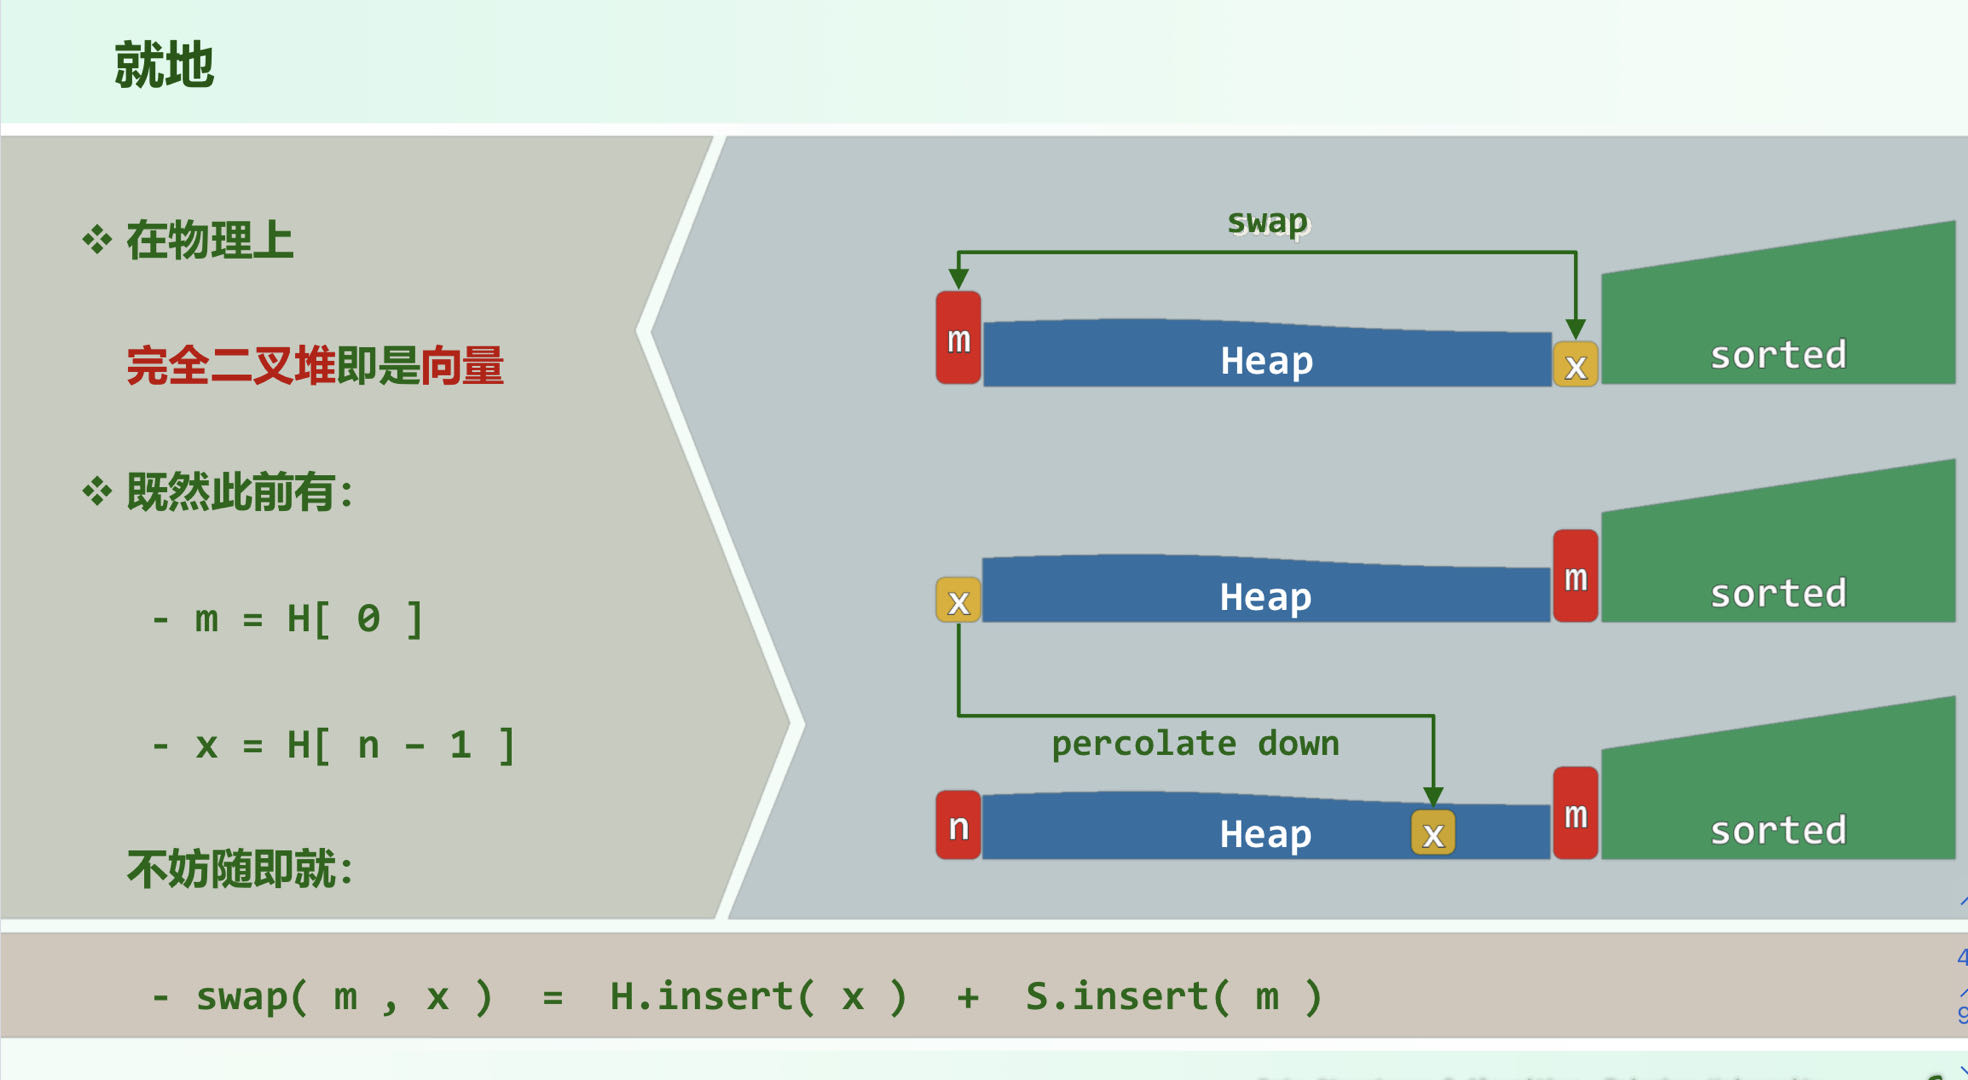 就地
❖ 在物理上
完全二叉堆即是向量
❖ 既然此前有：
- m = H[ 0 ]
- x = H[ n − 1 ]
不妨随即就：
- swap( m , x ) = H.insert( x ) + S.insert( m )
swap
m Heap x sorted
x Heap m sorted
percolate down
n Heap x m sorted
4
9